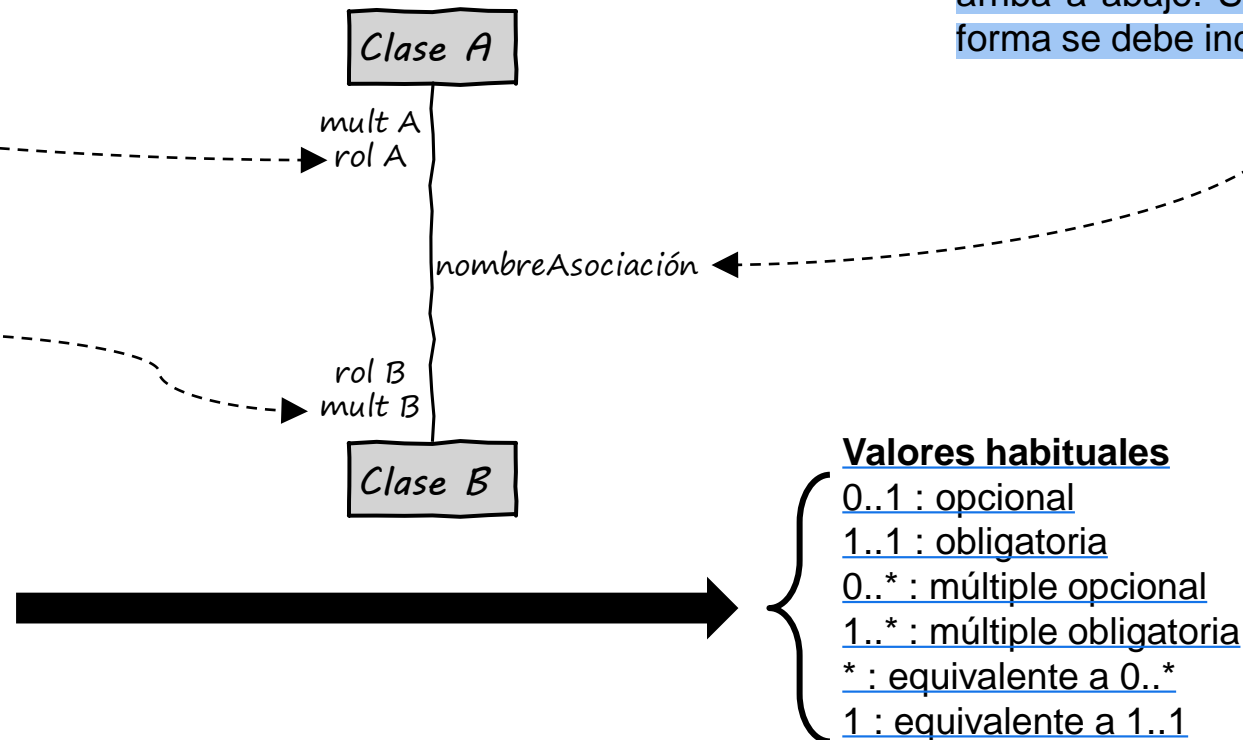 arriba a abajo.
forma se debe
Clase A
mult A
rol A
nombreAsociación
rol B
mult B
Clase B
Valores habituales
0..1 : opcional
1..1 : obligatoria
0..* : múltiple opcional
1..* : múltiple obligatoria
* : equivalente a 0..*
1 : equivalente a 1..1